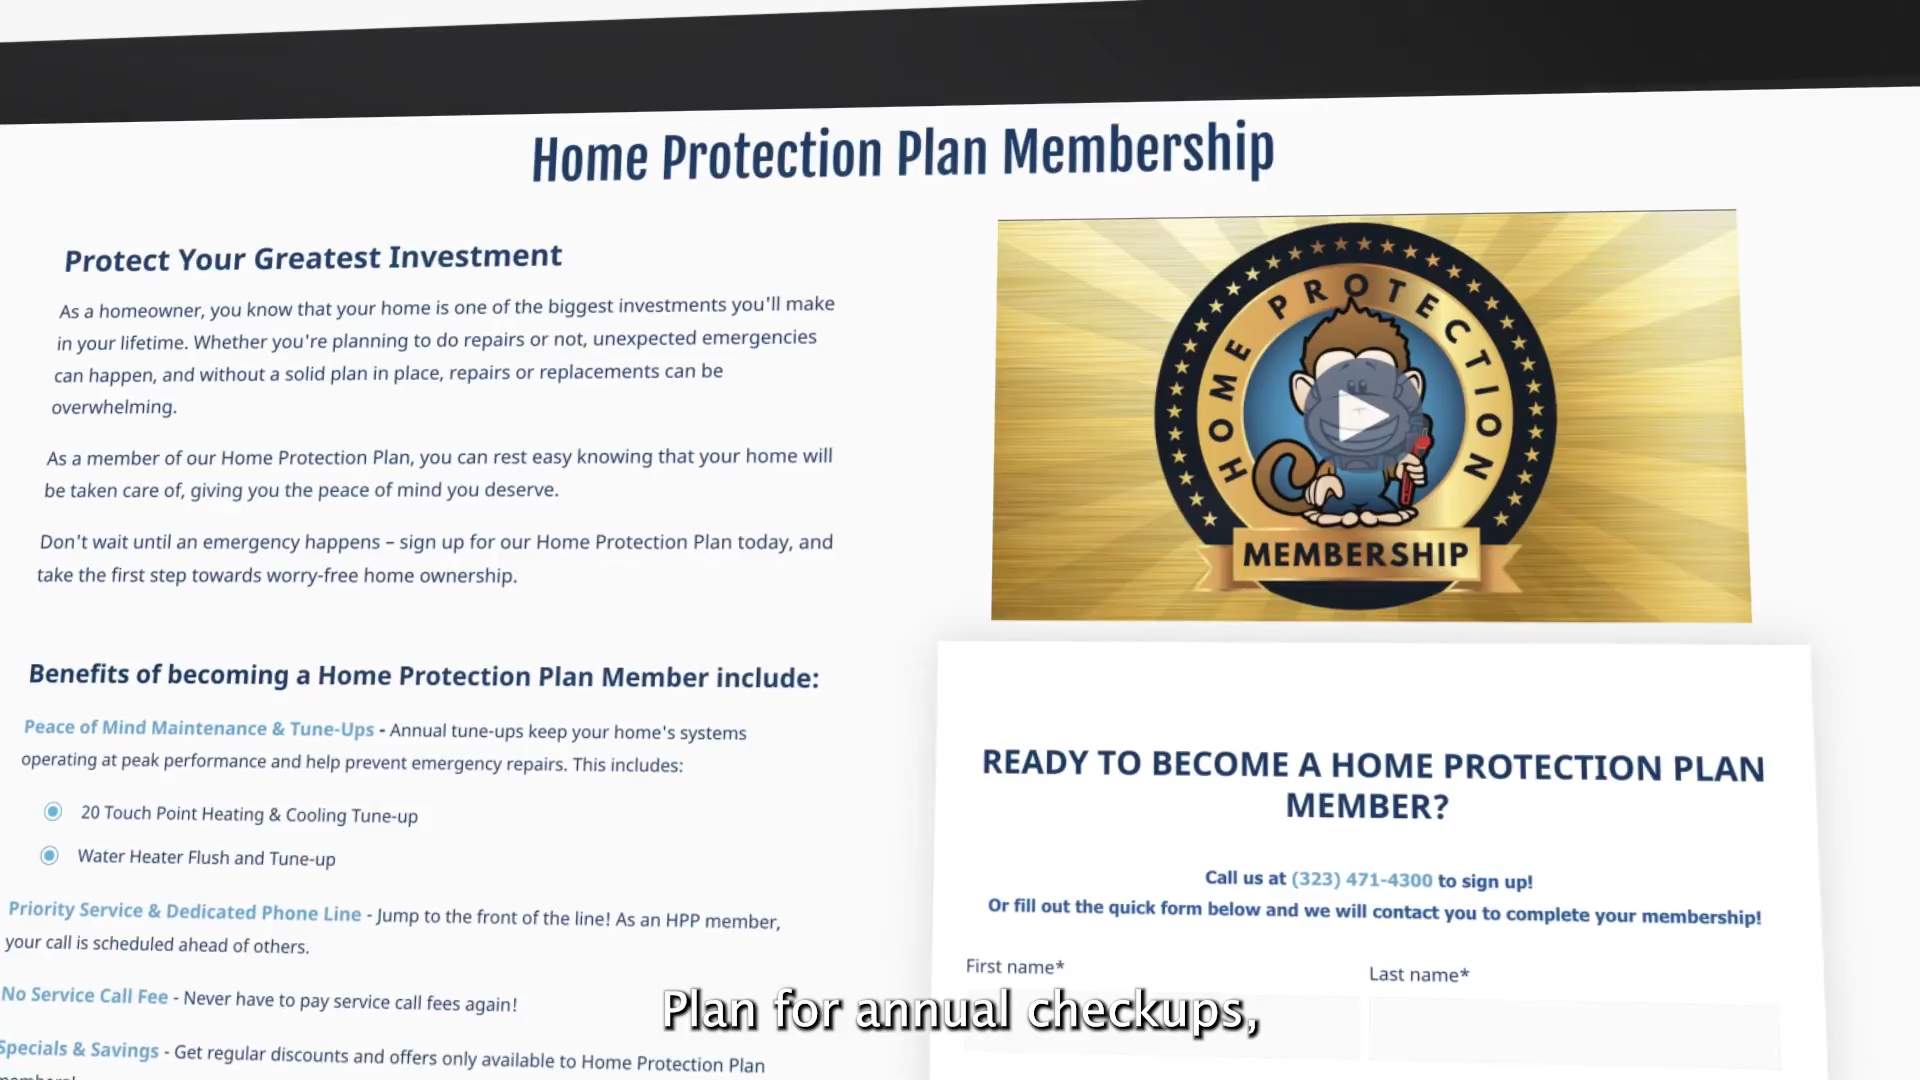 Home Protection Plan Membership
Protect Your Greatest Investment
As a homeowner, you know that your home is one of the biggest investments you'll make
in your lifetime. Whether you're planning to do repairs or not, unexpected emergencies
can happen, and without a solid plan in place, repairs or replacements can be
overwhelming.
As a member of our Home Protection Plan, you can rest easy knowing that your home will
be taken care of, giving you the peace of mind you deserve.
Don't wait until an emergency happens – sign up for our Home Protection Plan today, and
take the first step towards worry-free home ownership.
Benefits of becoming a Home Protection Plan Member include:
Peace of Mind Maintenance & Tune-Ups - Annual tune-ups keep your home's systems
operating at peak performance and help prevent emergency repairs. This includes:
20 Touch Point Heating & Cooling Tune-up
Water Heater Flush and Tune-up
Priority Service & Dedicated Phone Line - Jump to the front of the line! As an HPP member,
your call is scheduled ahead of others.
No Service Call Fee - Never have to pay service call fees again!
Specials & Savings - Get regular discounts and offers only available to Home Protection Plan
HOME PROTECTION
MEMBERSHIP
READY TO BECOME A HOME PROTECTION PLAN
MEMBER?
Call us at (323) 471-4300 to sign up!
Or fill out the quick form below and we will contact you to complete your membership!
First name*
Last name*
Plan for annual checkups,